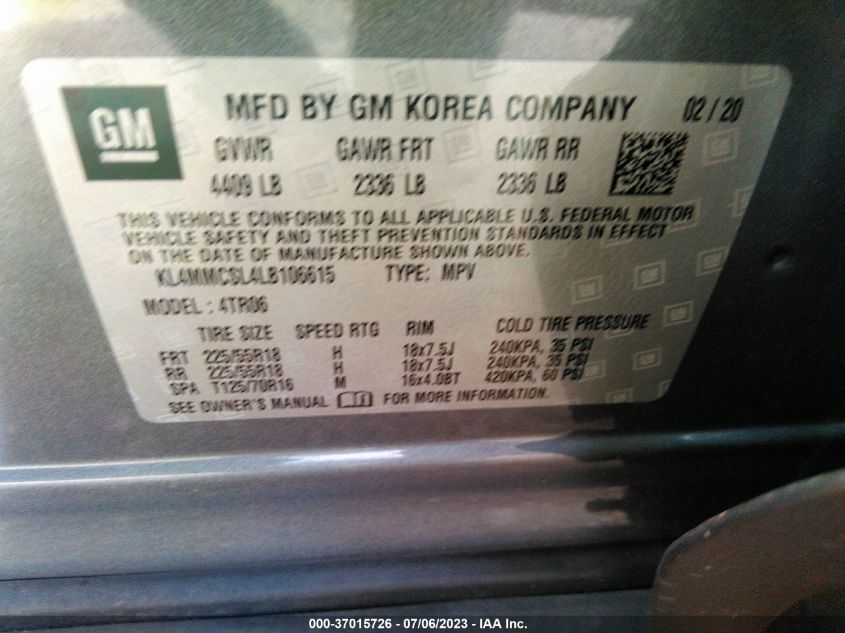 GM
MFD BY GM KOREA COMPANY 02/20
GVWR GAWR FRT GAWR RR
4409 LB 2336 LB 2336 LB
THIS VEHICLE CONFORMS TO ALL APPLICABLE U.S. FEDERAL MOTOR
VEHICLE SAFETY AND THEFT PREVENTION STANDARDS IN EFFECT
ON THE DATE OF MANUFACTURE SHOWN ABOVE.
KL4MMCSL4LB106615 TYPE: MPV
MODEL: 4TR06
TIRE SIZE SPEED RTG RIM COLD TIRE PRESSURE
FRT 225/55R18 H 18x7.5J 240KPA, 35 PSI
RR 225/55R18 H 18x7.5J 240KPA, 35 PSI
SPA T125/70R16 M 16x4.0BT 420KPA, 60 PSI
SEE OWNER'S MANUAL FOR MORE INFORMATION.
000-37015726 - 07/06/2023 - IAA Inc.